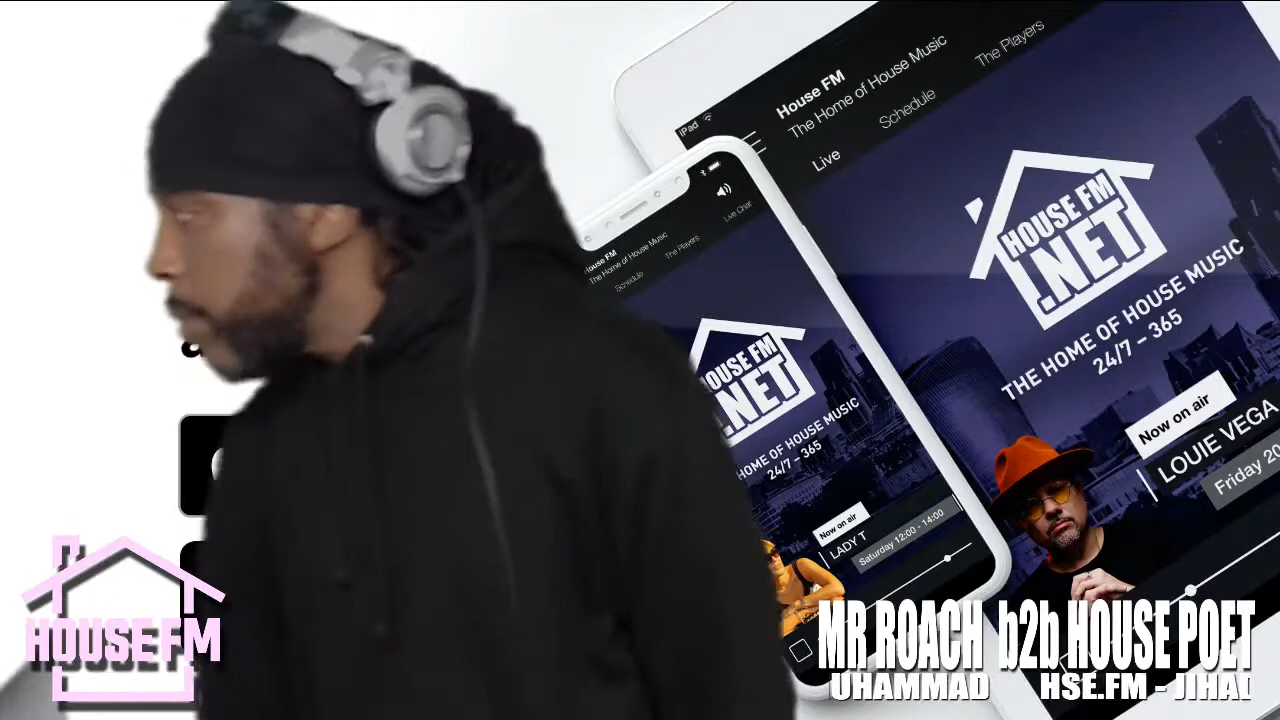 iPad
House FM
The Home of House Music
The Players
Live
Schedule
HOUSE FM
.NET
THE HOME OF HOUSE MUSIC
24/7 – 365
Now on air
LOUIE VEGA
Friday 20
Live Chat
House FM
The Home of House Music
The Players
Schedule
HOUSE FM
.NET
HOME OF HOUSE MUSIC
24/7 – 365
Now on air
LADY T
Saturday 12:00 - 14:00
HOUSE FM
MR ROACH b2b HOUSE POET
UHAMMAD HSE.FM - JIHAD